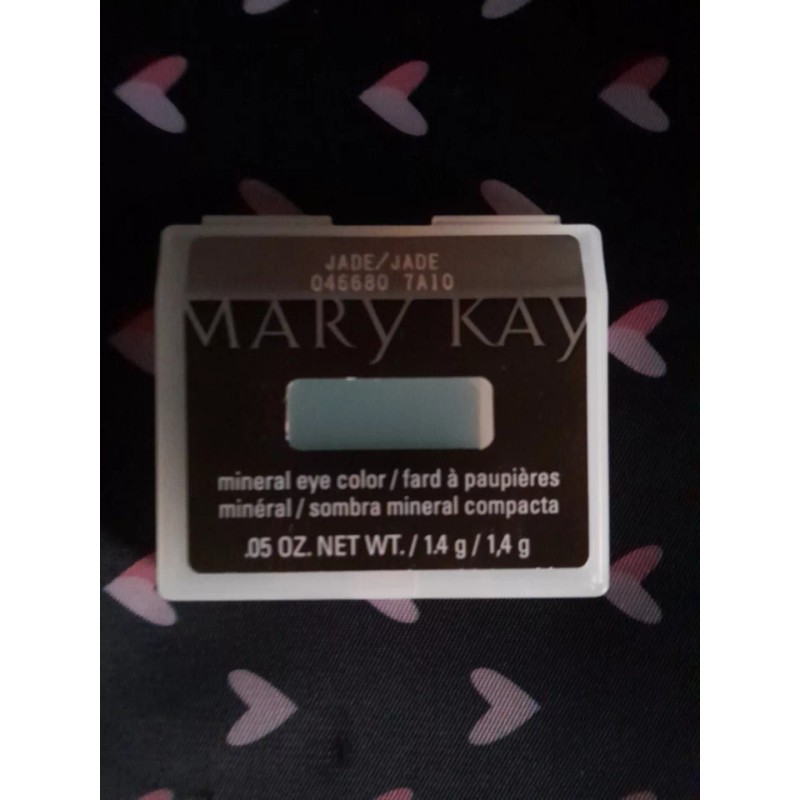 JADE/JADE
046680 7A10
MARY KAY
mineral eye color / fard à paupières
minéral / sombra mineral compacta
.05 OZ. NET WT. / 1.4 g / 1,4 g